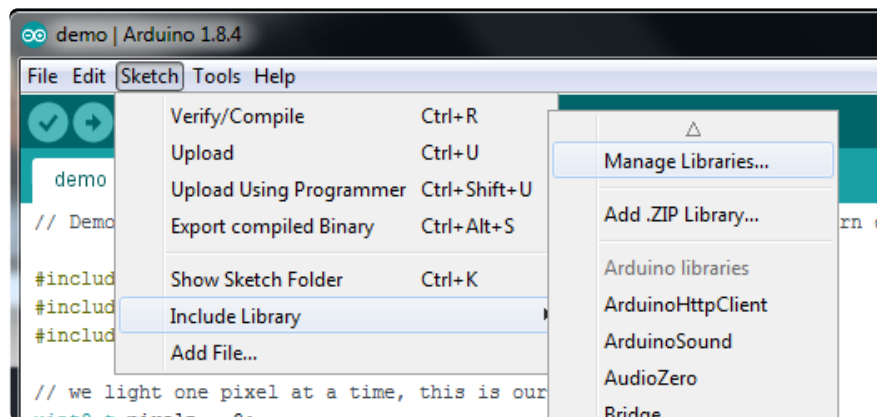 demo | Arduino 1.8.4
File Edit Sketch Tools Help
Verify/Compile Ctrl+R
Upload Ctrl+U
Upload Using Programmer Ctrl+Shift+U
Export compiled Binary Ctrl+Alt+S
Show Sketch Folder Ctrl+K
Include Library
Add File...
Manage Libraries...
Add .ZIP Library...
Arduino libraries
ArduinoHttpClient
ArduinoSound
AudioZero
Bridge
demo
// Demo
rn
#includ
#includ
#includ
// we light one pixel at a time, this is our